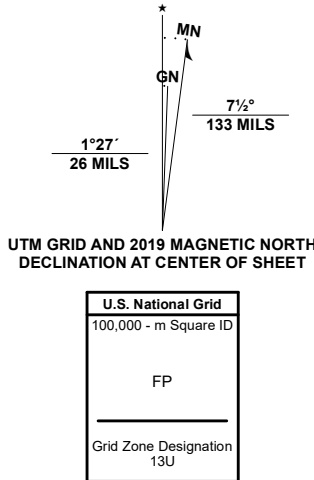 ★
MN
GN
7½°
133 MILS
1°27´
26 MILS
UTM GRID AND 2019 MAGNETIC NORTH
DECLINATION AT CENTER OF SHEET
U.S. National Grid
100,000 - m Square ID
FP
Grid Zone Designation
13U